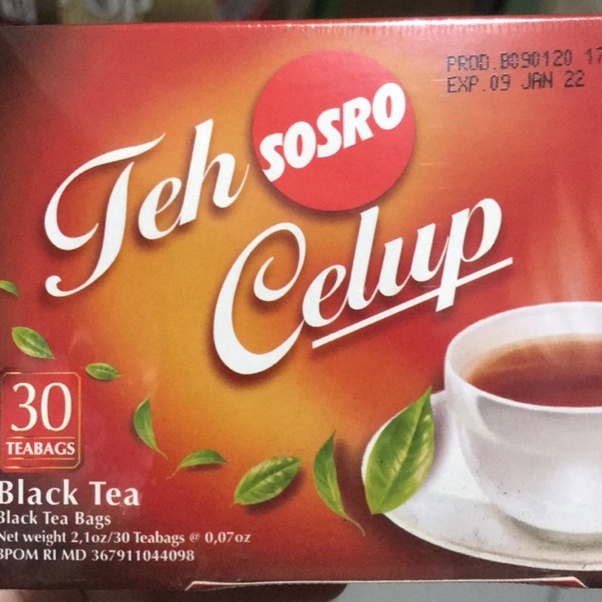 PROD.B090120 17
EXP.09 JAN 22
SOSRO
Teh
Celup
30
TEABAGS
Black Tea
Black Tea Bags
Net weight 2,1oz/30 Teabags @ 0,07oz
BPOM RI MD 367911044098